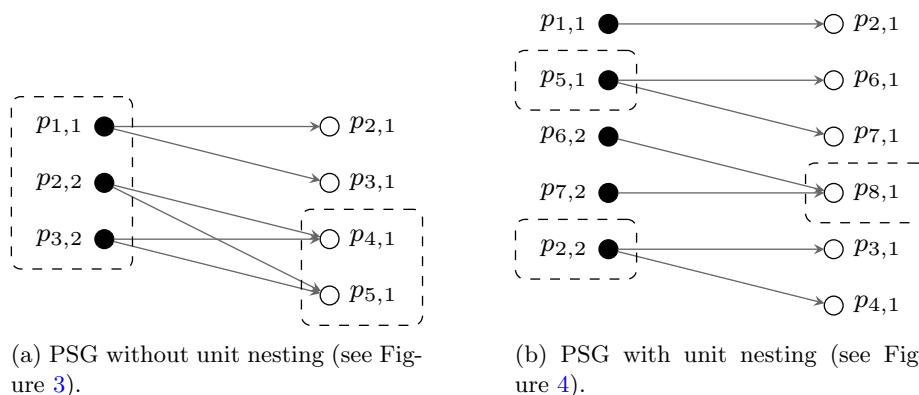 p1,1
p2,1
p3,1
p2,2
p3,2
p4,1
p5,1
(a) PSG without unit nesting (see Fig-
ure 3).
p1,1
p2,1
p5,1
p6,1
p6,2
p7,1
p7,2
p8,1
p2,2
p3,1
p4,1
(b) PSG with unit nesting (see Fig
ure 4).